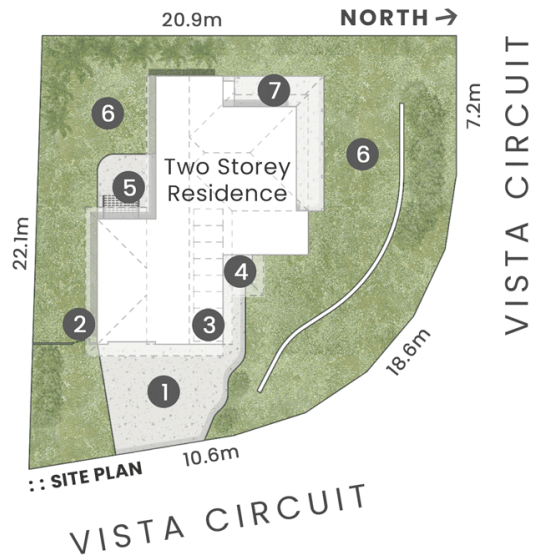 20.9m
NORTH →
VISTA CIRCUIT
7.2m
7
6
6
Two Storey
Residence
5
22.1m
4
2
3
18.6m
1
10.6m
:: SITE PLAN
VISTA CIRCUIT